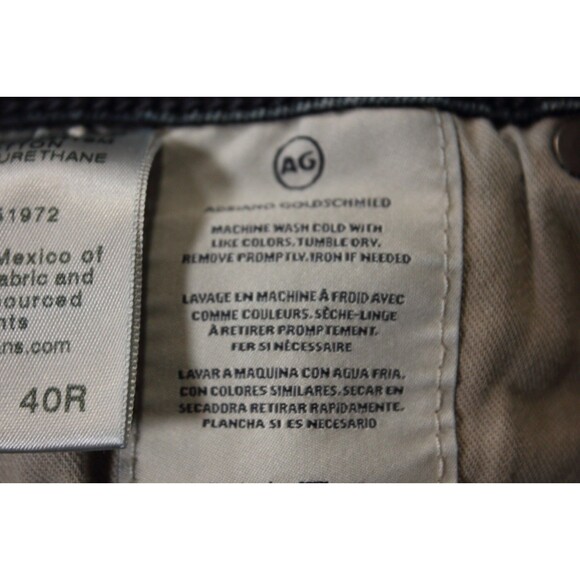 URETHANE
51972
Mexico of
abric and
ourced
nts
ns.com
40R
AG
ADRIANO GOLDSCHMIED
MACHINE WASH COLD WITH
LIKE COLORS. TUMBLE DRY.
REMOVE PROMPTLY. IRON IF NEEDED
LAVAGE EN MACHINE À FROID AVEC
COMME COULEURS. SÈCHE-LINGE
À RETIRER PROMPTEMENT.
FER SI NÉCESSAIRE
LAVAR A MAQUINA CON AGUA FRIA,
CON COLORES SIMILARES. SECAR EN
SECADORA RETIRAR RAPIDAMENTE.
PLANCHA SI ES NECESARIO